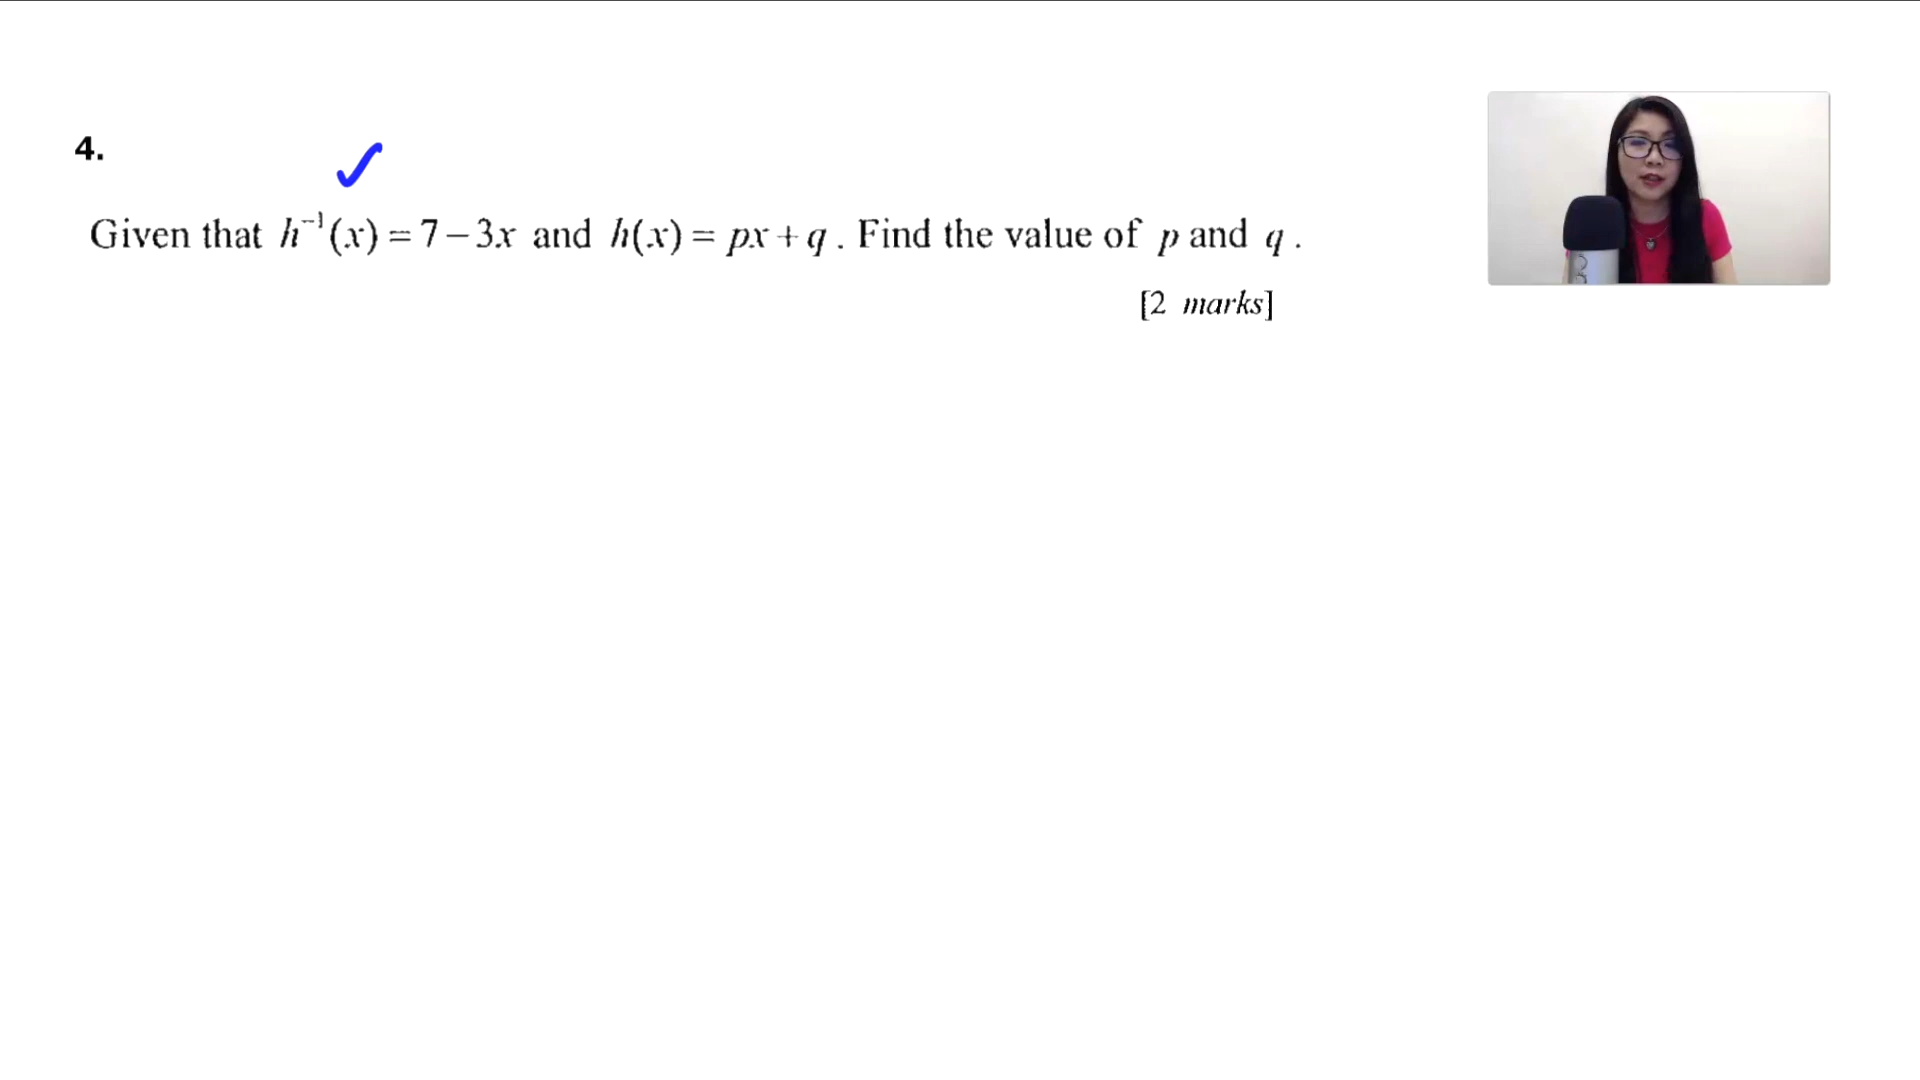 4.
Given that h⁻¹(x) = 7 − 3x and h(x) = px + q . Find the value of p and q .
[2 marks]